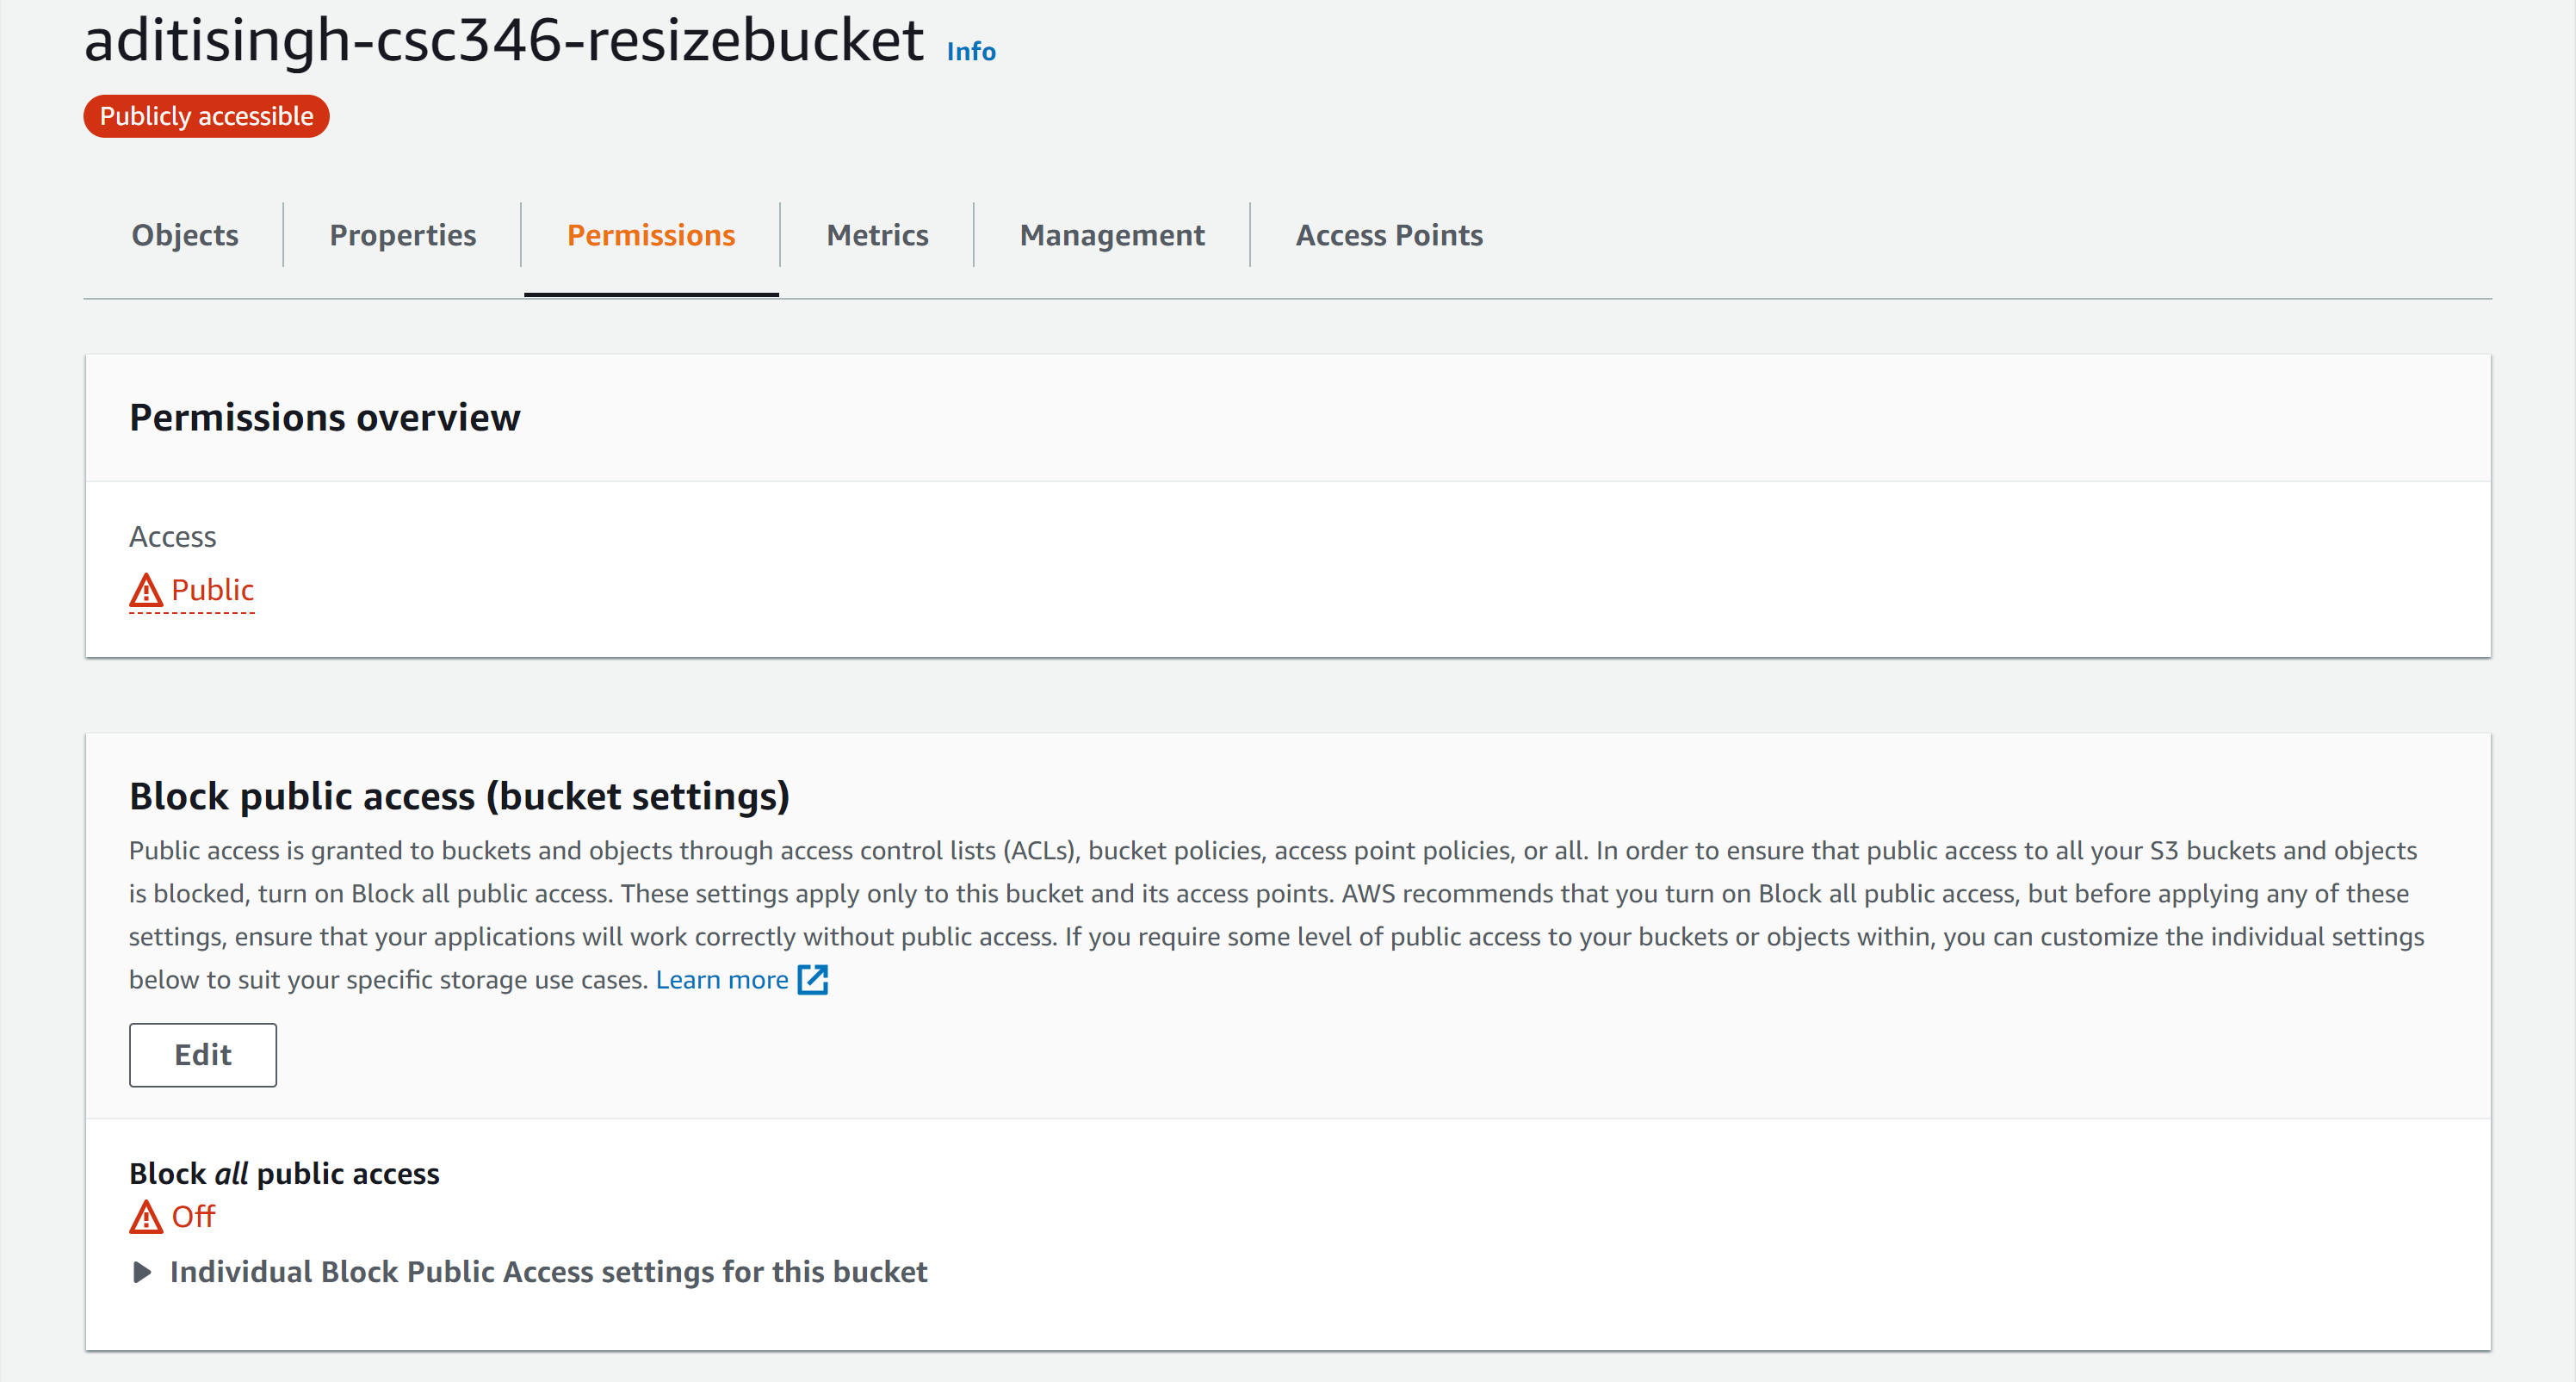 aditisingh-csc346-resizebucket Info
Publicly accessible
Objects Properties Permissions Metrics Management Access Points
Permissions overview
Access
Public
Block public access (bucket settings)
Public access is granted to buckets and objects through access control lists (ACLs), bucket policies, access point policies, or all. In order to ensure that public access to all your S3 buckets and objects
is blocked, turn on Block all public access. These settings apply only to this bucket and its access points. AWS recommends that you turn on Block all public access, but before applying any of these
settings, ensure that your applications will work correctly without public access. If you require some level of public access to your buckets or objects within, you can customize the individual settings
below to suit your specific storage use cases. Learn more
Edit
Block all public access
Off
Individual Block Public Access settings for this bucket